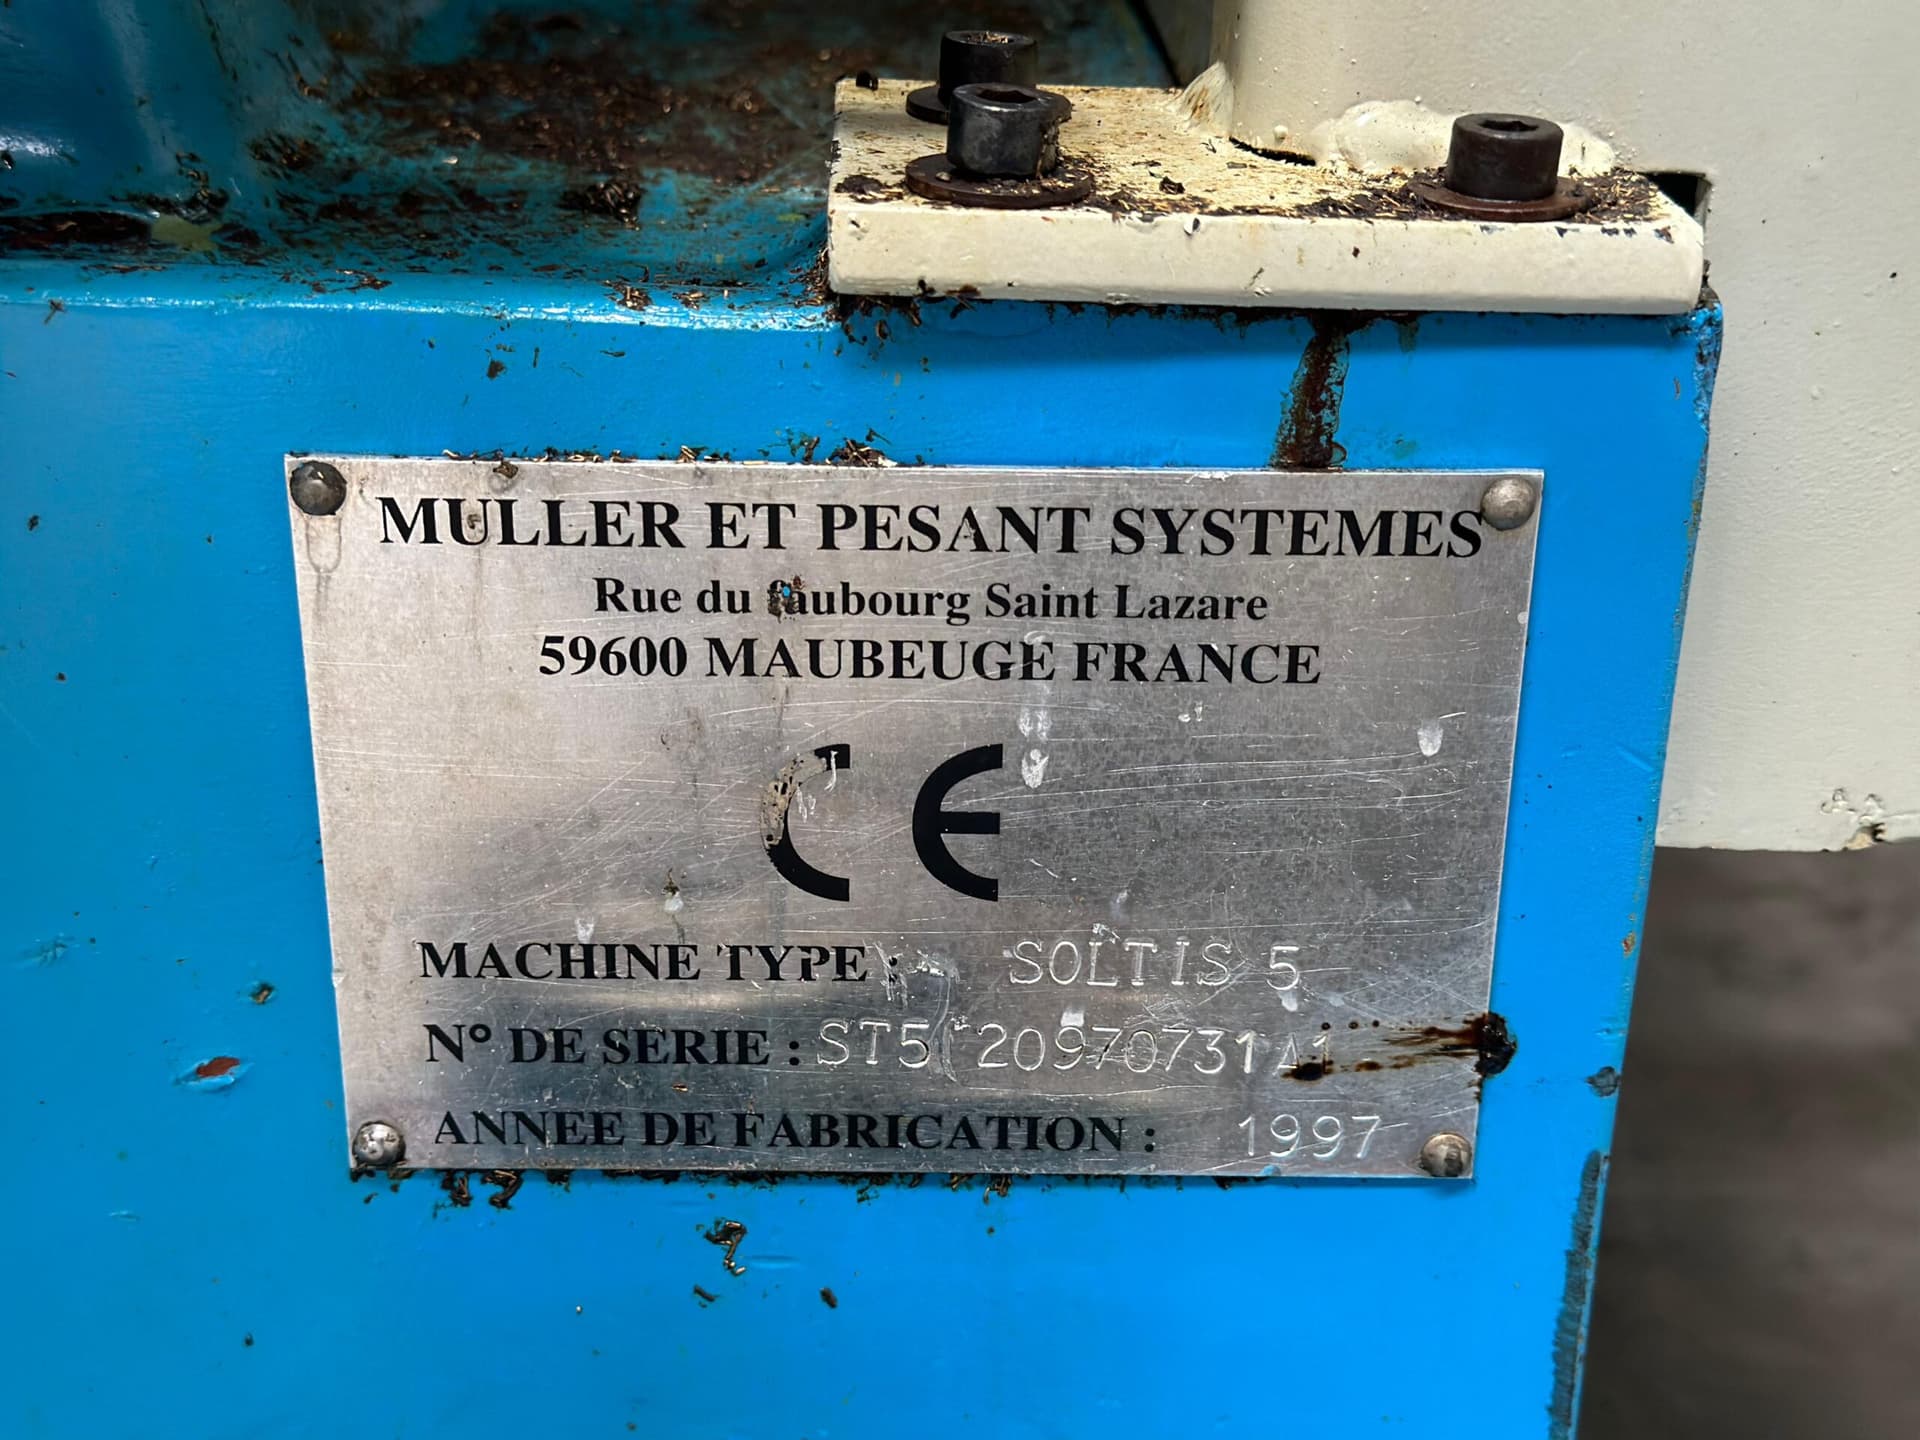 MULLER ET PESANT SYSTEMES
Rue du faubourg Saint Lazare
59600 MAUBEUGE FRANCE
CE
MACHINE TYPE : SOLTIS 5
N° DE SERIE : ST5 20970731A1
ANNEE DE FABRICATION : 1997